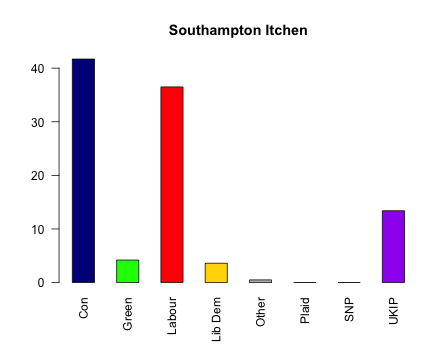 Southampton Itchen
40
30
20
10
0
Con
Green
Labour
Lib Dem
Other
Plaid
SNP
UKIP